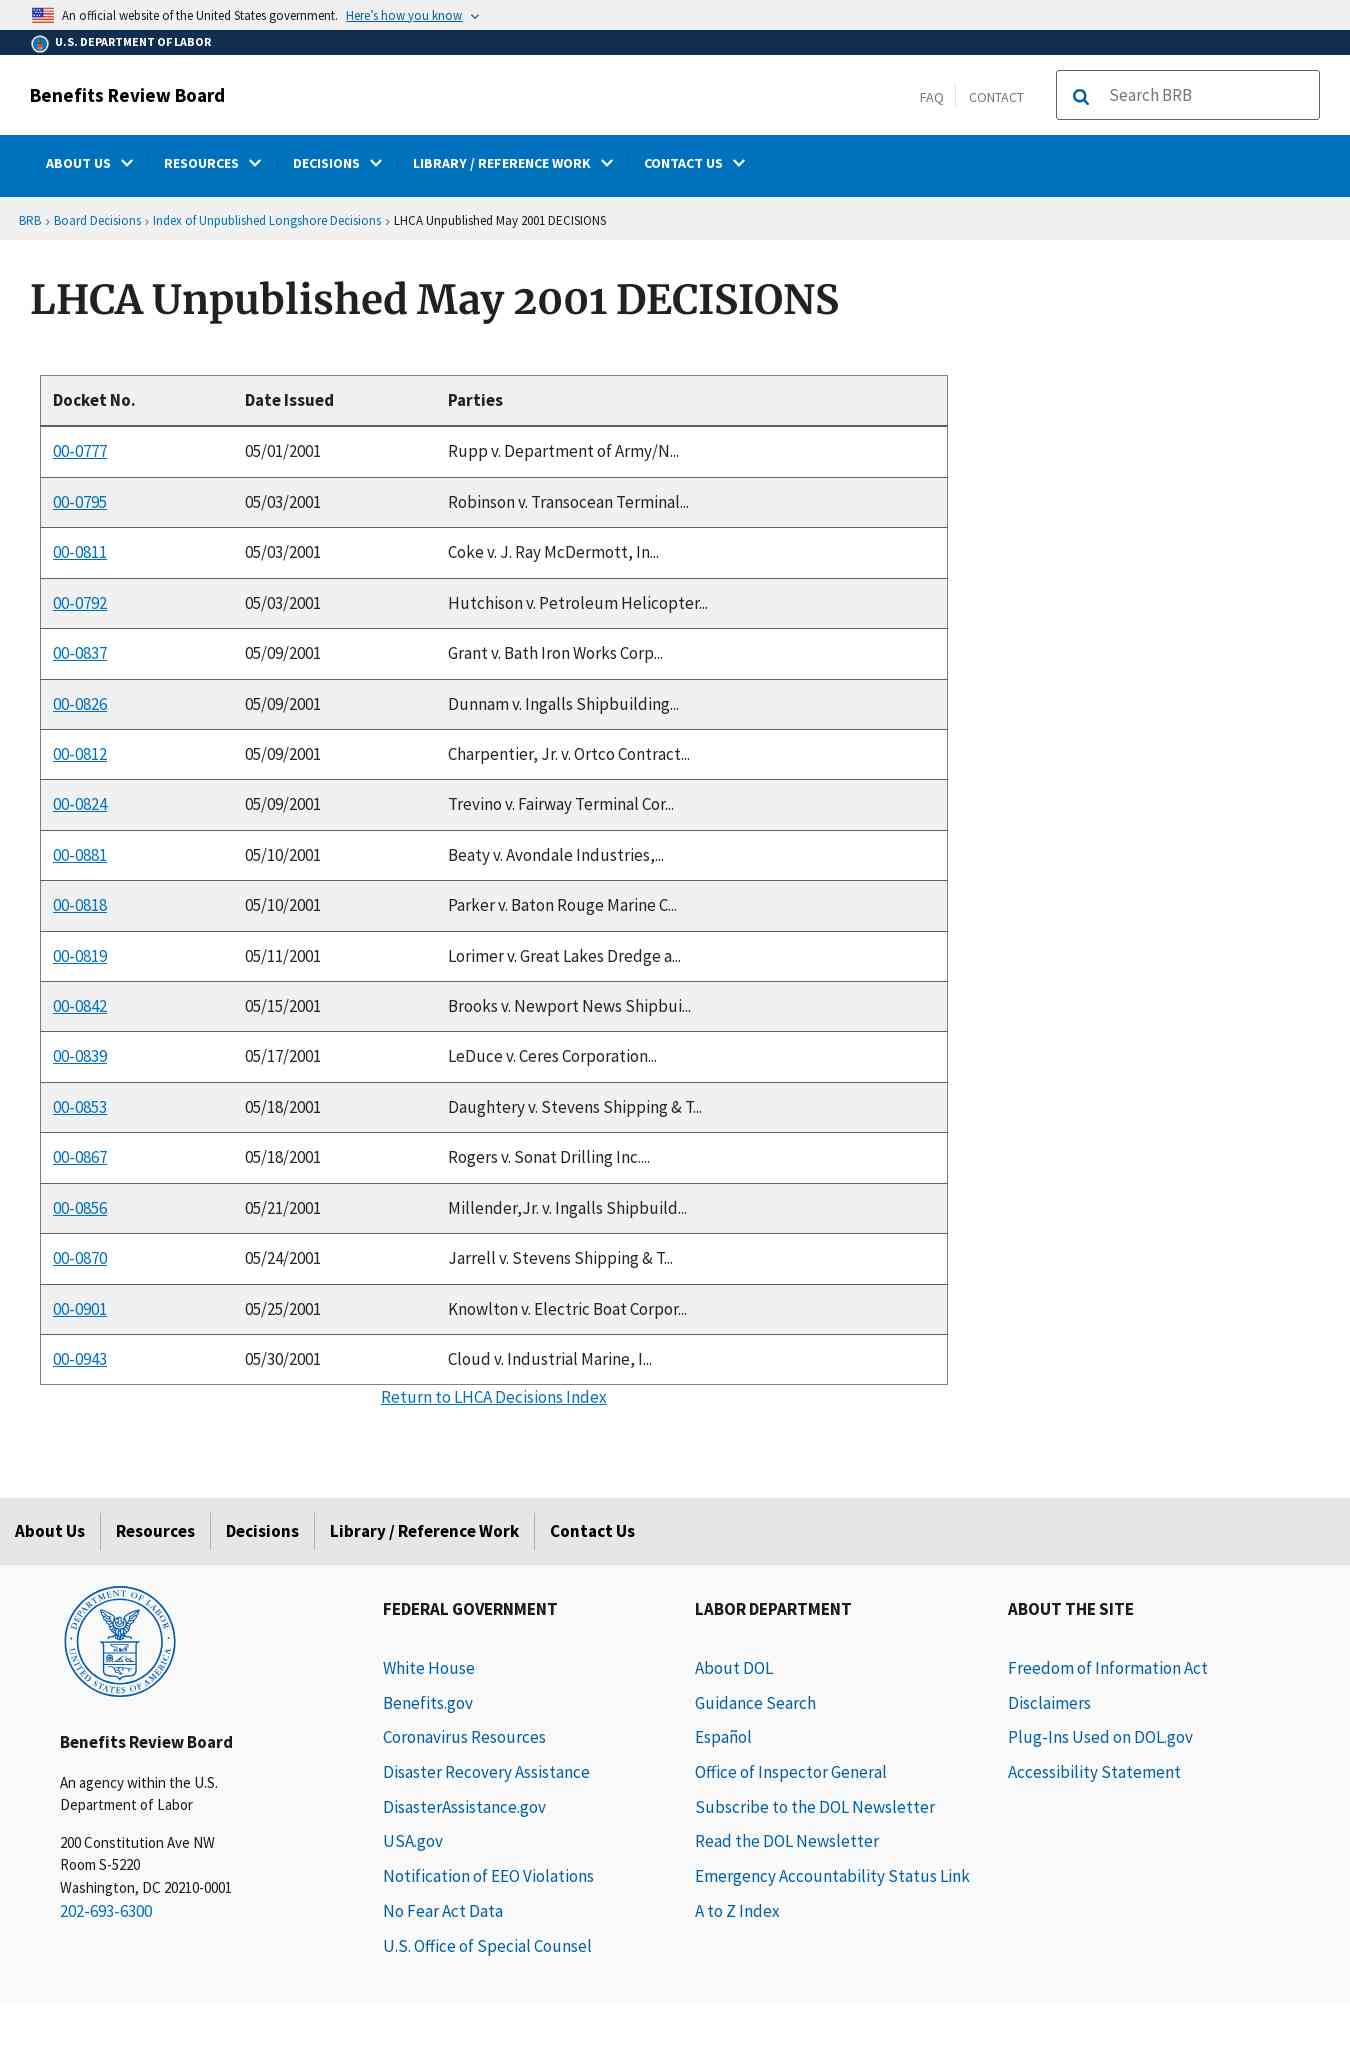 An official website of the United States government. Here's how you know
U.S. DEPARTMENT OF LABOR
Benefits Review Board
FAQ CONTACT Search BRB
ABOUT US RESOURCES DECISIONS LIBRARY / REFERENCE WORK CONTACT US
BRB › Board Decisions › Index of Unpublished Longshore Decisions › LHCA Unpublished May 2001 DECISIONS
LHCA Unpublished May 2001 DECISIONS
Docket No. Date Issued Parties
00-0777 05/01/2001 Rupp v. Department of Army/N...
00-0795 05/03/2001 Robinson v. Transocean Terminal...
00-0811 05/03/2001 Coke v. J. Ray McDermott, In...
00-0792 05/03/2001 Hutchison v. Petroleum Helicopter...
00-0837 05/09/2001 Grant v. Bath Iron Works Corp...
00-0826 05/09/2001 Dunnam v. Ingalls Shipbuilding...
00-0812 05/09/2001 Charpentier, Jr. v. Ortco Contract...
00-0824 05/09/2001 Trevino v. Fairway Terminal Cor...
00-0881 05/10/2001 Beaty v. Avondale Industries,...
00-0818 05/10/2001 Parker v. Baton Rouge Marine C...
00-0819 05/11/2001 Lorimer v. Great Lakes Dredge a...
00-0842 05/15/2001 Brooks v. Newport News Shipbui...
00-0839 05/17/2001 LeDuce v. Ceres Corporation...
00-0853 05/18/2001 Daughtery v. Stevens Shipping & T...
00-0867 05/18/2001 Rogers v. Sonat Drilling Inc....
00-0856 05/21/2001 Millender,Jr. v. Ingalls Shipbuild...
00-0870 05/24/2001 Jarrell v. Stevens Shipping & T...
00-0901 05/25/2001 Knowlton v. Electric Boat Corpor...
00-0943 05/30/2001 Cloud v. Industrial Marine, I...
Return to LHCA Decisions Index
About Us Resources Decisions Library / Reference Work Contact Us
DEPARTMENT OF LABOR
UNITED STATES OF AMERICA
Benefits Review Board
An agency within the U.S.
Department of Labor
200 Constitution Ave NW
Room S-5220
Washington, DC 20210-0001
202-693-6300
FEDERAL GOVERNMENT
White House
Benefits.gov
Coronavirus Resources
Disaster Recovery Assistance
DisasterAssistance.gov
USA.gov
Notification of EEO Violations
No Fear Act Data
U.S. Office of Special Counsel
LABOR DEPARTMENT
About DOL
Guidance Search
Español
Office of Inspector General
Subscribe to the DOL Newsletter
Read the DOL Newsletter
Emergency Accountability Status Link
A to Z Index
ABOUT THE SITE
Freedom of Information Act
Disclaimers
Plug-Ins Used on DOL.gov
Accessibility Statement